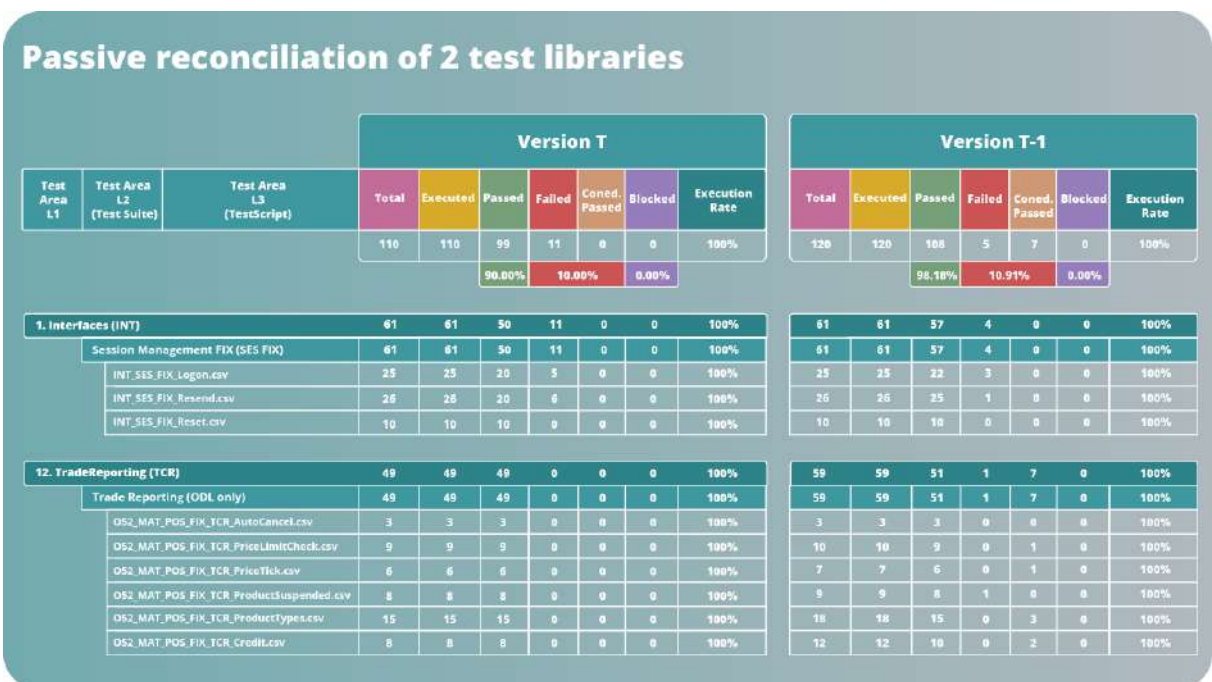 Passive reconciliation of 2 test libraries
Version T
Version T-1
Test Area L1
Test Area L2 (Test Suite)
Test Area L3 (TestScript)
Total Executed Passed Failed Coned. Passed Blocked Execution Rate
Total Executed Passed Failed Coned. Passed Blocked Execution Rate
110 110 99 11 0 0 100% 120 120 108 5 7 0 100%
90.00% 10.00% 0.00% 98.18% 10.91% 0.00%
1. Interfaces (INT) 61 61 50 11 0 0 100% 61 61 57 4 0 0 100%
Session Management FIX (SES FIX) 61 61 50 11 0 0 100% 61 61 57 4 0 0 100%
INT_SES_FIX_Logon.csv 25 25 20 5 0 0 100% 25 25 22 3 0 0 100%
INT_SES_FIX_Resend.csv 26 26 20 6 0 0 100% 26 26 25 1 0 0 100%
INT_SES_FIX_Reset.csv 10 10 10 0 0 0 100% 10 10 10 0 0 0 100%
12. TradeReporting (TCR) 49 49 49 0 0 0 100% 59 59 51 1 7 0 100%
Trade Reporting (ODL only) 49 49 49 0 0 0 100% 59 59 51 1 7 0 100%
OS2_MAT_POS_FIX_TCR_AutoCancel.csv 3 3 3 0 0 0 100% 3 3 3 0 0 0 100%
OS2_MAT_POS_FIX_TCR_PriceLimitCheck.csv 9 9 9 0 0 0 100% 10 10 9 0 1 0 100%
OS2_MAT_POS_FIX_TCR_PriceTick.csv 6 6 6 0 0 0 100% 7 7 6 0 1 0 100%
OS2_MAT_POS_FIX_TCR_ProductSuspended.csv 8 8 8 0 0 0 100% 9 9 8 1 0 0 100%
OS2_MAT_POS_FIX_TCR_ProductTypes.csv 15 15 15 0 0 0 100% 18 18 15 0 3 0 100%
OS2_MAT_POS_FIX_TCR_Credit.csv 8 8 8 0 0 0 100% 12 12 10 0 2 0 100%